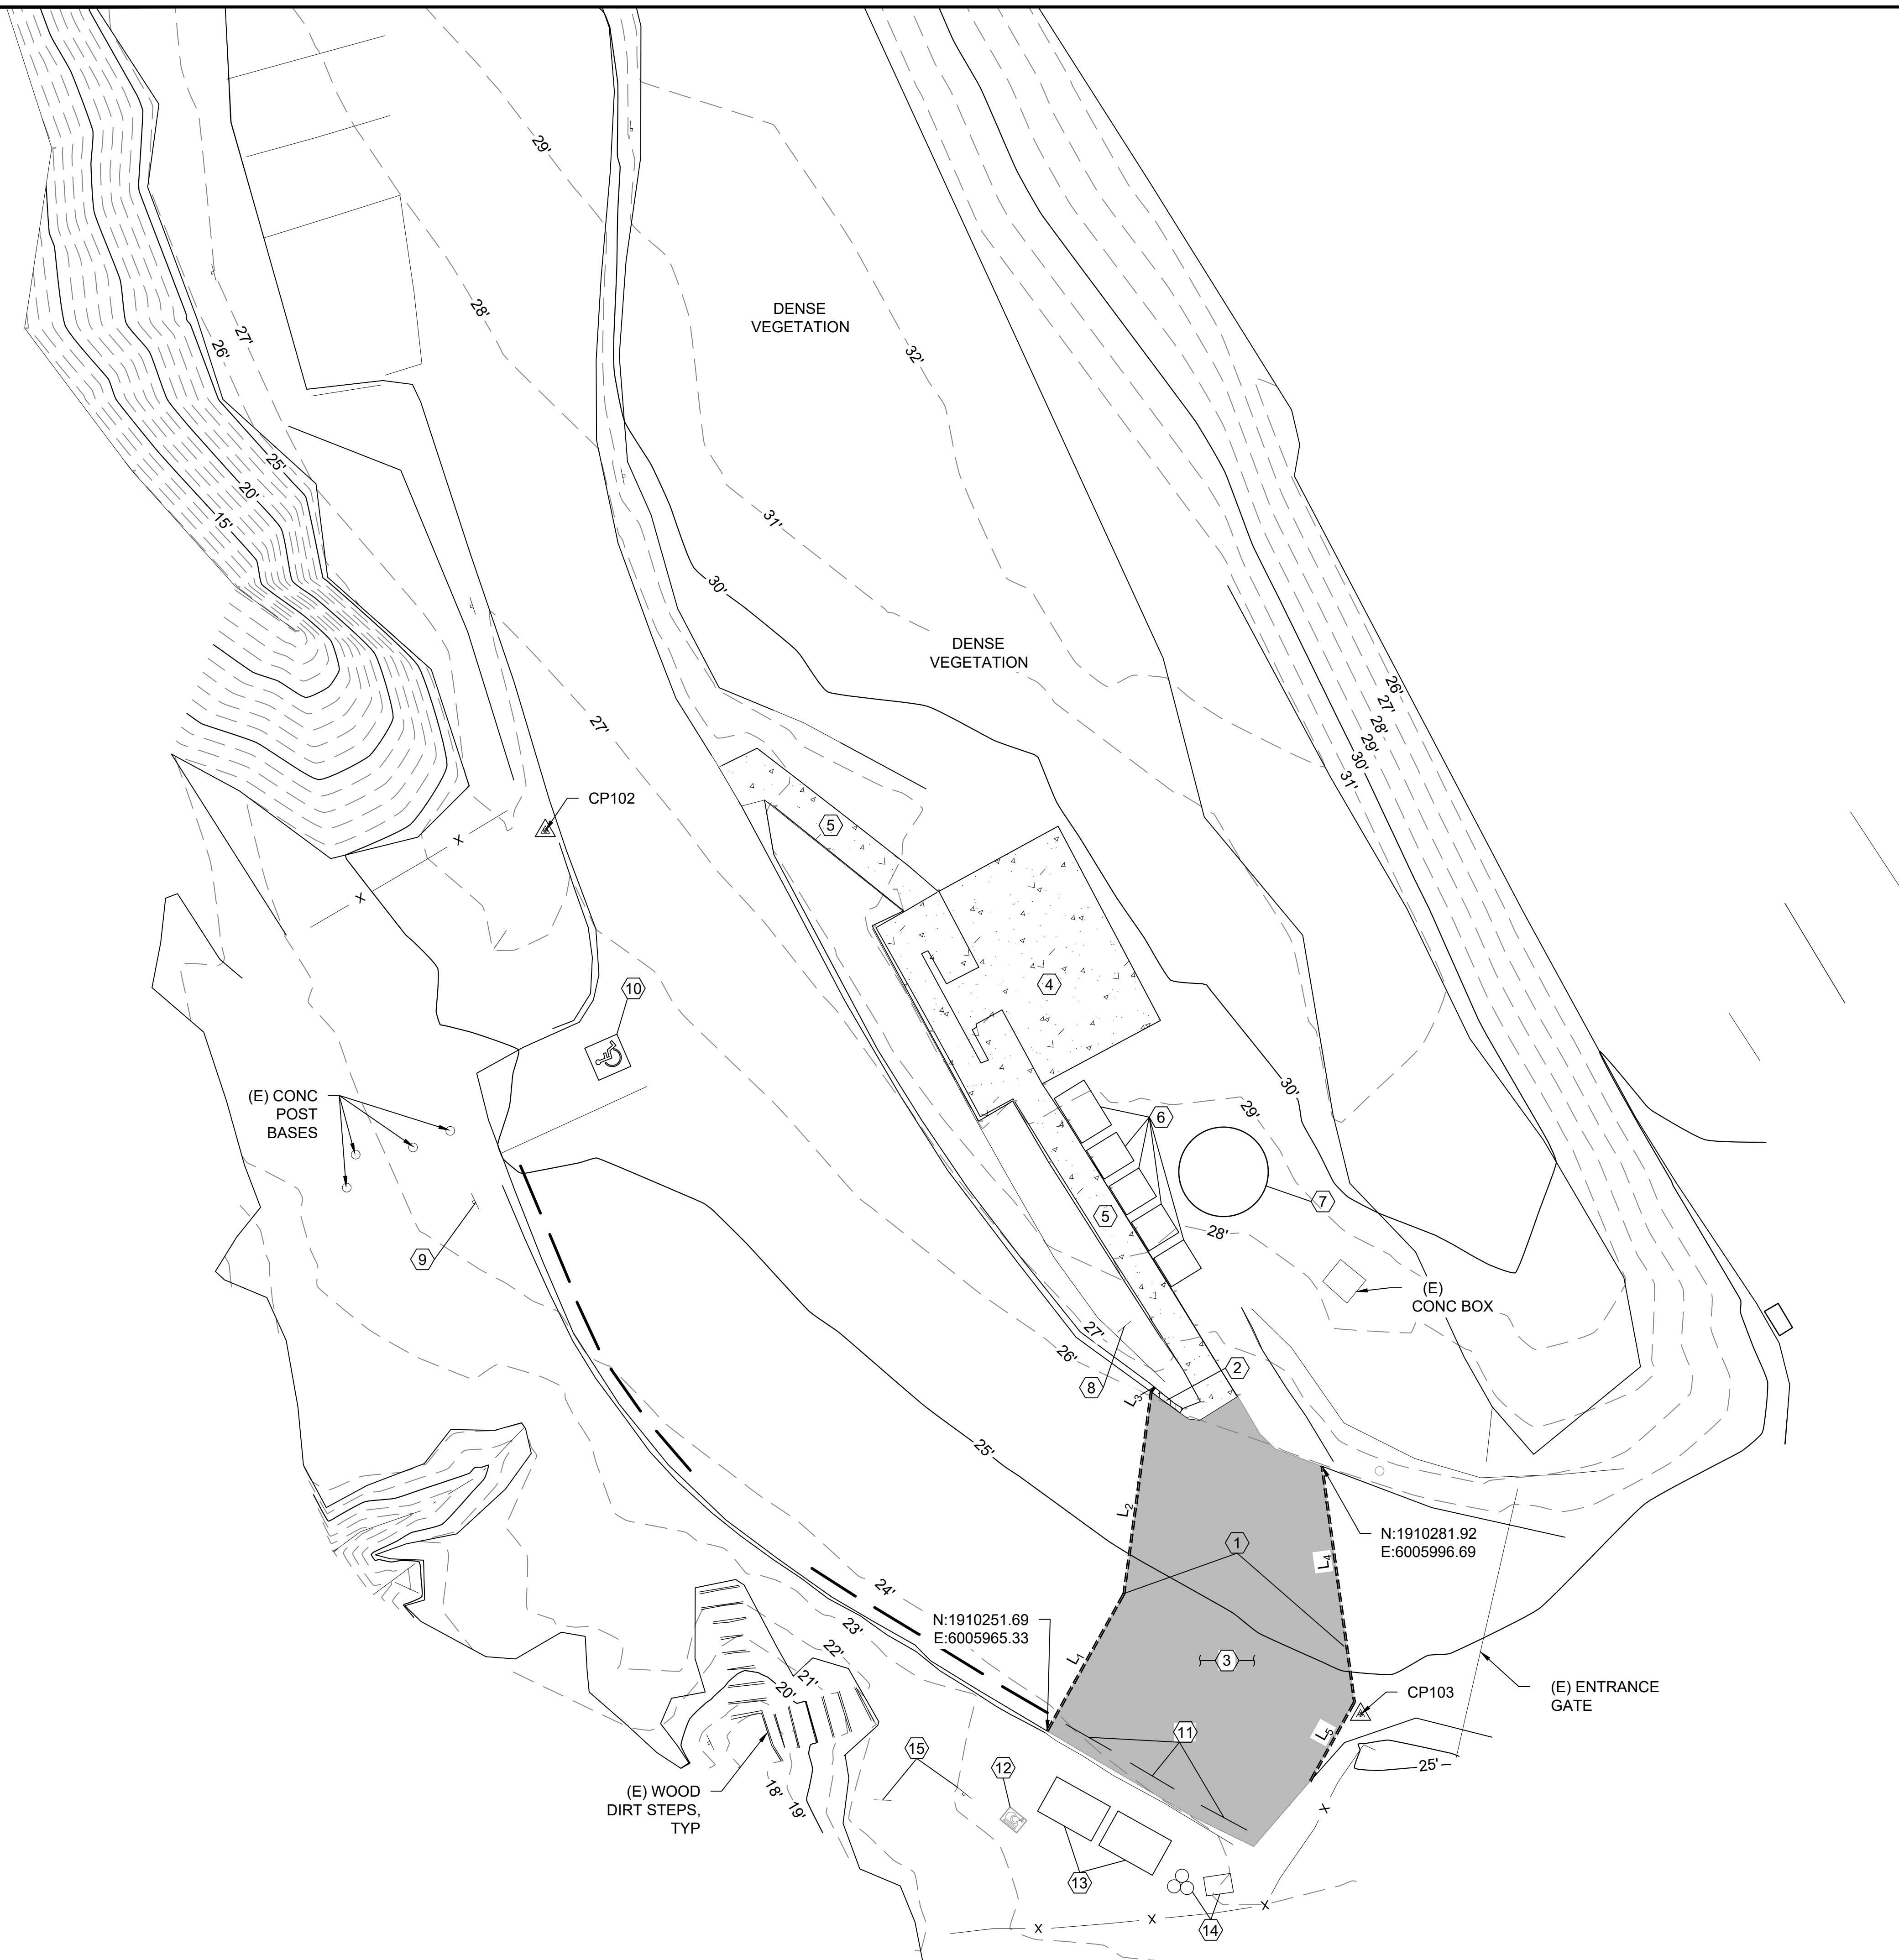 29'
28'
DENSE
VEGETATION
32'
27'
26'
25'
20'
15'
31'
30'
DENSE
VEGETATION
26'
27'
28'
29'
30'
31'
27'
CP102
5
X
X
4
10
(E) CONC
POST
BASES
30'
29'
6
7
5
28'
9
(E)
CONC BOX
27'
26'
2
8
L3
25'
L2
N:1910281.92
E:6005996.69
1
L4
24'
N:1910251.69
E:6005965.33
23'
22'
L1
3
21'
20'
(E) ENTRANCE
GATE
CP103
L5
11
15
12
25'
(E) WOOD
DIRT STEPS,
TYP
18'
19'
X
13
14
X
X
X